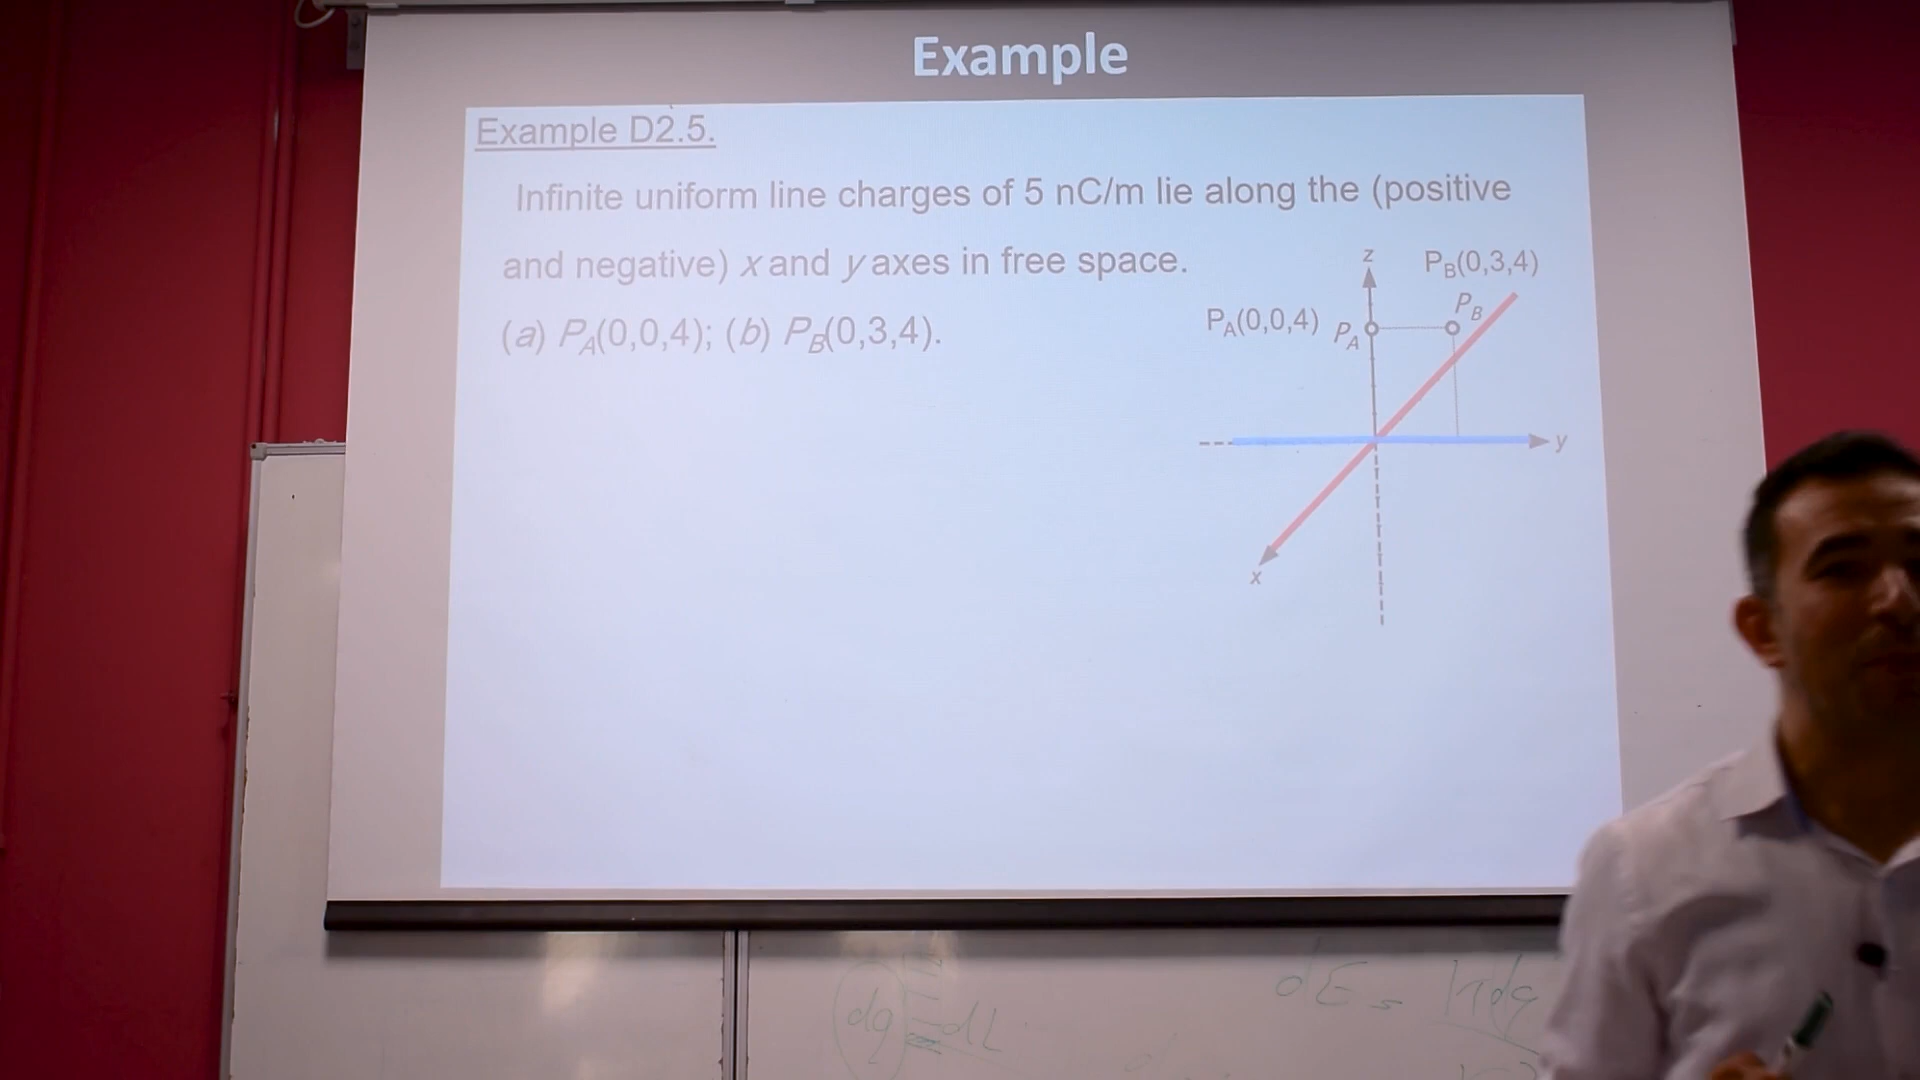 Example
Example D2.5.
Infinite uniform line charges of 5 nC/m lie along the (positive
and negative) x and y axes in free space.
(a) PA(0,0,4); (b) PB(0,3,4).
z
PB(0,3,4)
PB
PA(0,0,4)
PA
y
x
dq = dL
dE =